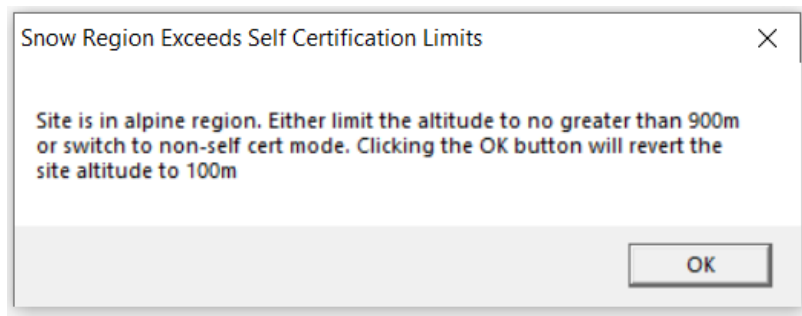 Snow Region Exceeds Self Certification Limits
Site is in alpine region. Either limit the altitude to no greater than 900m
or switch to non-self cert mode. Clicking the OK button will revert the
site altitude to 100m
OK